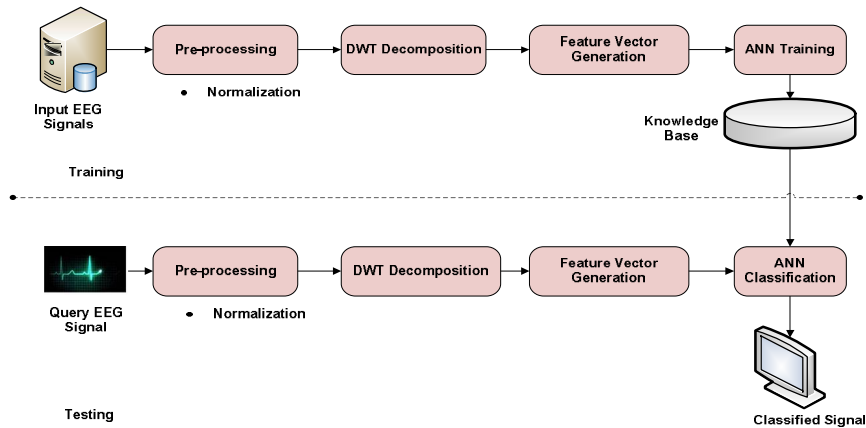 Pre-processing
DWT Decomposition
Feature Vector
Generation
ANN Training
• Normalization
Input EEG
Signals
Knowledge
Base
Training
Pre-processing
DWT Decomposition
Feature Vector
Generation
ANN
Classification
Query EEG
Signal
• Normalization
Testing
Classified Signal